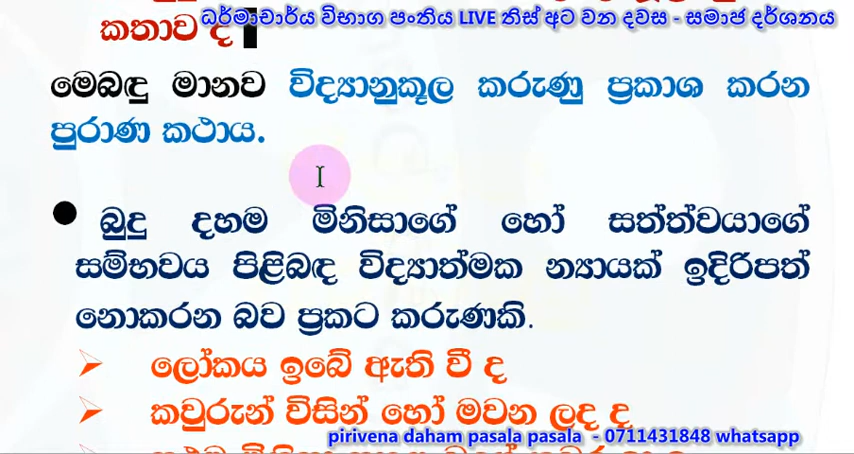 ධර්මාචාර්ය විභාග පංතිය LIVE තිස් අට වන දවස - සමාජ දර්ශනය
කතාව ද
මෙබඳු මානව විද්‍යානුකූල කරුණු ප්‍රකාශ කරන
පුරාණ කථාය.
● බුදු දහම මිනිසාගේ හෝ සත්ත්වයාගේ
සම්භවය පිළිබඳ විද්‍යාත්මක න්‍යායක් ඉදිරිපත්
නොකරන බව ප්‍රකට කරුණකි.
➢ ලෝකය ඉබේ ඇති වී ද
➢ කවුරුන් විසින් හෝ මවන ලද ද
pirivena daham pasala pasala - 0711431848 whatsapp